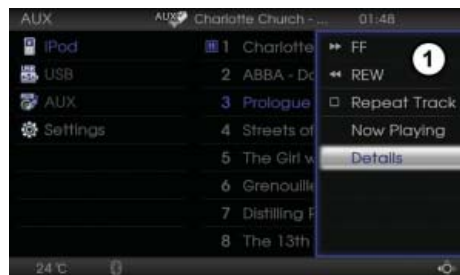 AUX AUX Charlotte Church - ... 01:48
iPod
USB
AUX
Settings
1 Charlotte
2 ABBA - Do
3 Prologue
4 Streets of
5 The Girl w
6 Grenouille
7 Distilling
8 The 13th
FF
REW
Repeat Track
Now Playing
Details
1
24°C